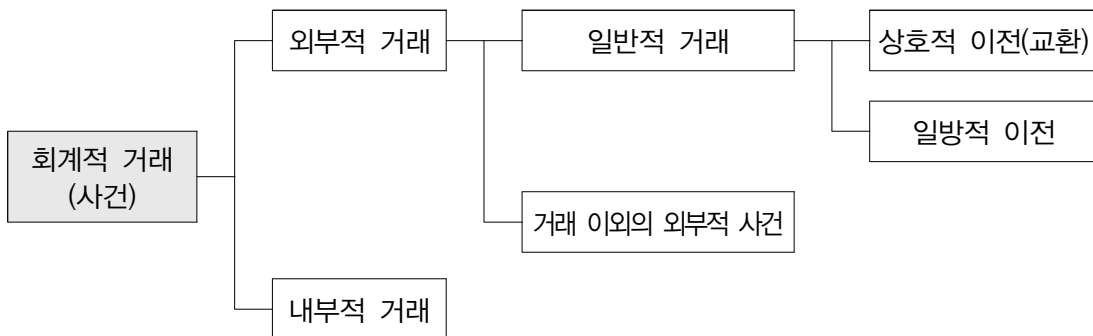 외부적 거래
일반적 거래
상호적 이전(교환)
일방적 이전
회계적 거래
(사건)
거래 이외의 외부적 사건
내부적 거래